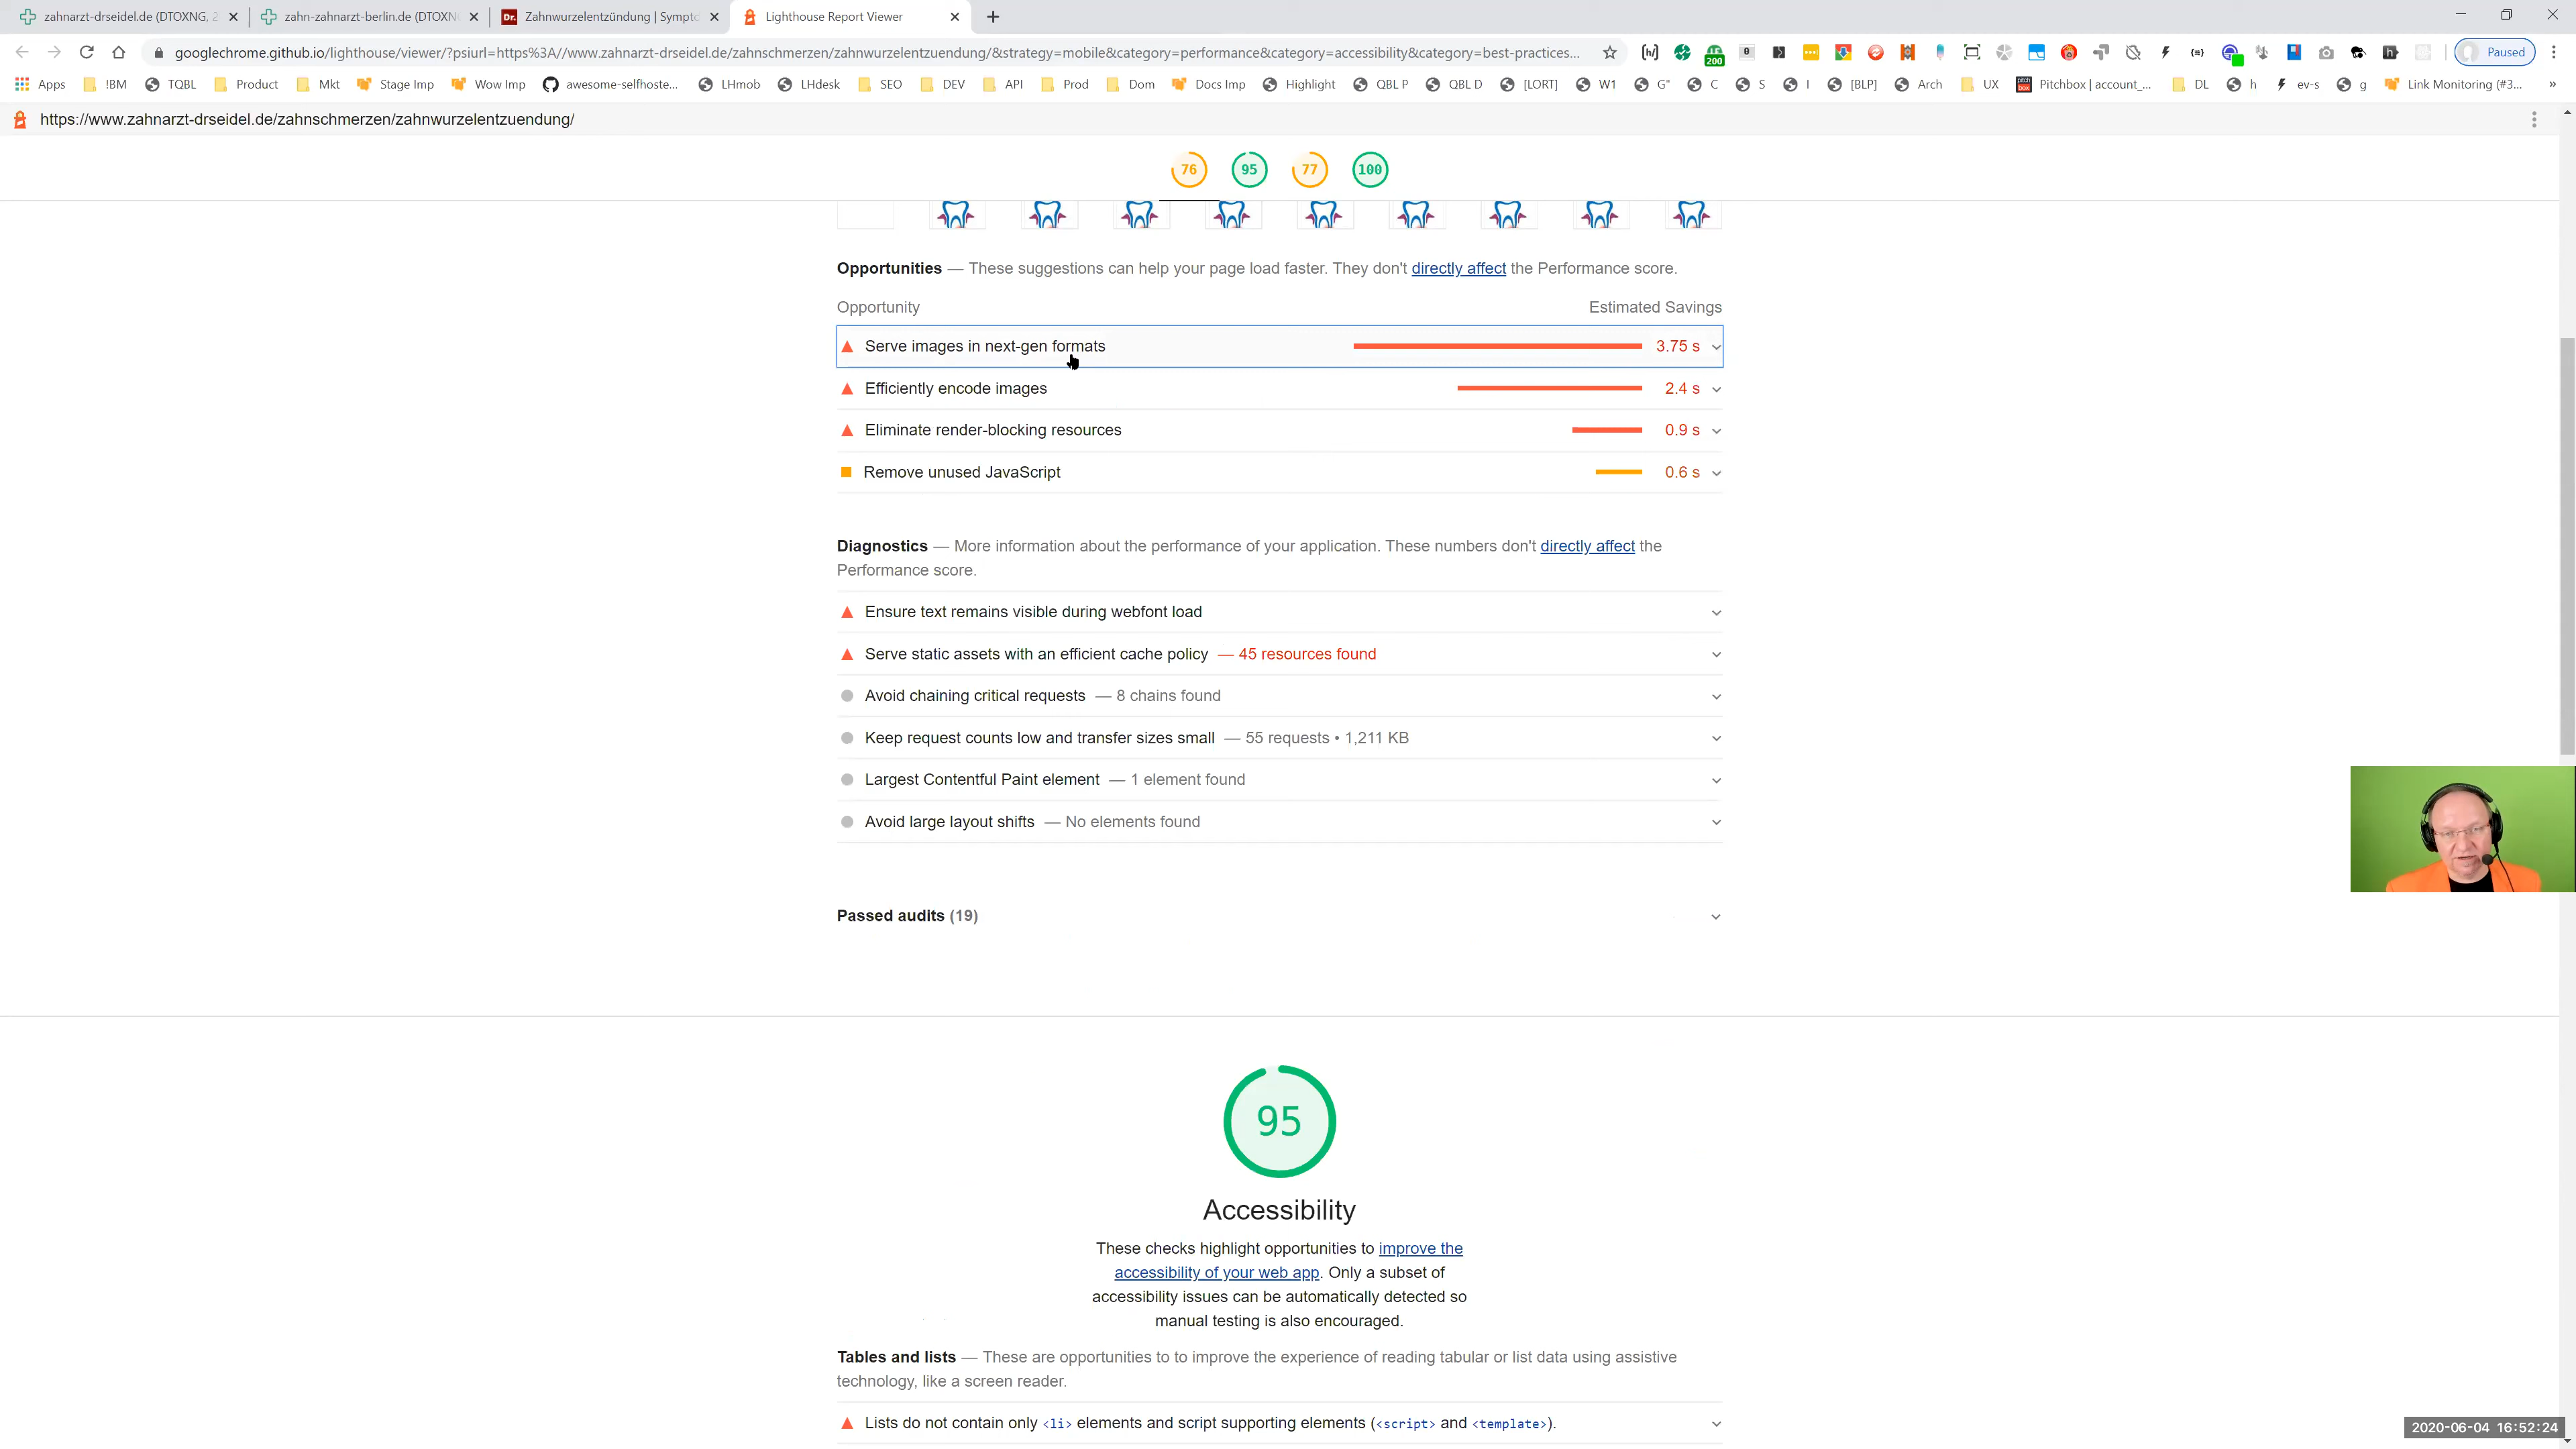 zahnarzt-drseidel.de (DTOXNG, 2
zahn-zahnarzt-berlin.de (DTOXN
Dr. Zahnwurzelentzündung | Sympto
Lighthouse Report Viewer
googlechrome.github.io/lighthouse/viewer/?psiurl=https%3A//www.zahnarzt-drseidel.de/zahnschmerzen/zahnwurzelentzuendung/&strategy=mobile&category=performance&category=accessibility&category=best-practices...
200
Paused
Apps !BM TQBL Product Mkt Stage Imp Wow Imp awesome-selfhoste... LHmob LHdesk SEO DEV API Prod Dom Docs Imp Highlight QBL P QBL D [LORT] W1 G" C S I [BLP] Arch UX Pitchbox | account_... DL h ev-s g Link Monitoring (#3... »
https://www.zahnarzt-drseidel.de/zahnschmerzen/zahnwurzelentzuendung/
76 95 77 100
Opportunities — These suggestions can help your page load faster. They don't directly affect the Performance score.
Opportunity Estimated Savings
Serve images in next-gen formats 3.75 s
Efficiently encode images 2.4 s
Eliminate render-blocking resources 0.9 s
Remove unused JavaScript 0.6 s
Diagnostics — More information about the performance of your application. These numbers don't directly affect the
Performance score.
Ensure text remains visible during webfont load
Serve static assets with an efficient cache policy — 45 resources found
Avoid chaining critical requests — 8 chains found
Keep request counts low and transfer sizes small — 55 requests • 1,211 KB
Largest Contentful Paint element — 1 element found
Avoid large layout shifts — No elements found
Passed audits (19)
95
Accessibility
These checks highlight opportunities to improve the
accessibility of your web app. Only a subset of
accessibility issues can be automatically detected so
manual testing is also encouraged.
Tables and lists — These are opportunities to to improve the experience of reading tabular or list data using assistive
technology, like a screen reader.
Lists do not contain only <li> elements and script supporting elements (<script> and <template>).
2020-06-04 16:52:24